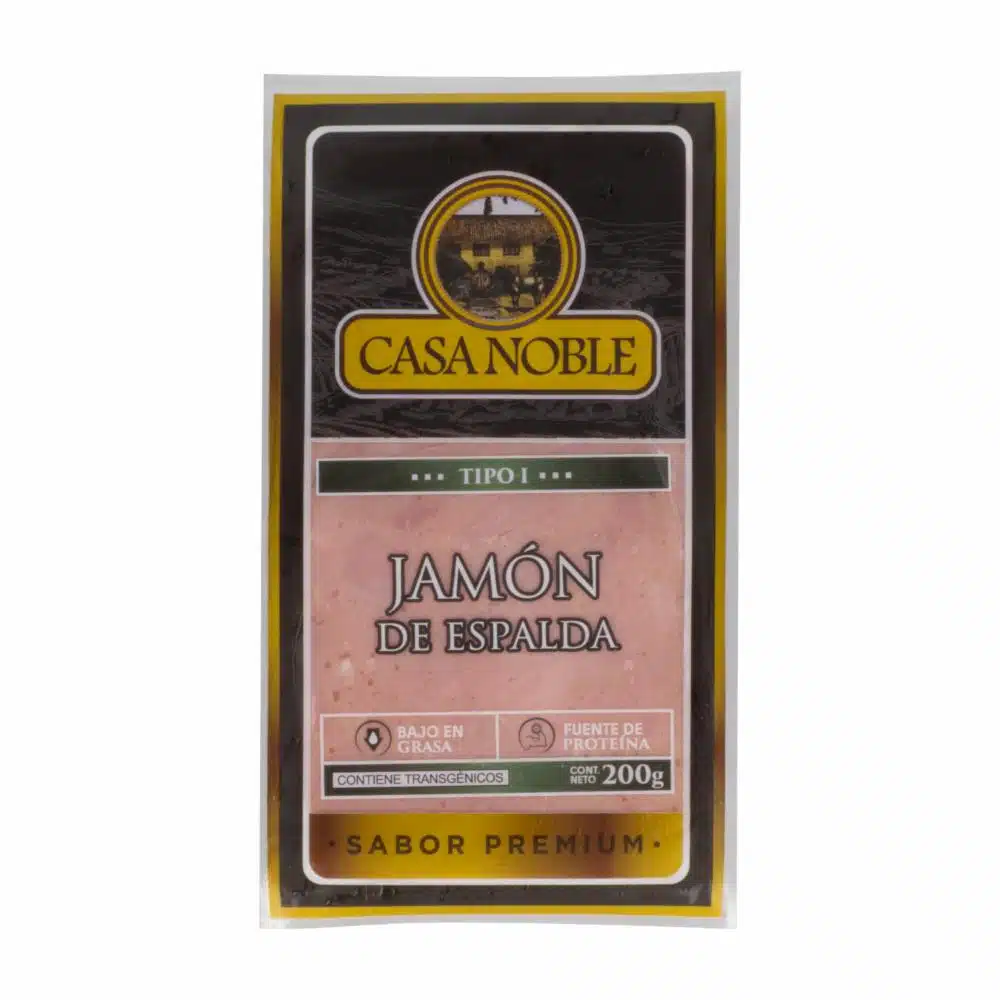 CASA NOBLE
TIPO I
JAMÓN
DE ESPALDA
BAJO EN
GRASA
FUENTE DE
PROTEÍNA
CONTIENE TRANSGÉNICOS
CONT.
NETO 200g
· SABOR PREMIUM ·